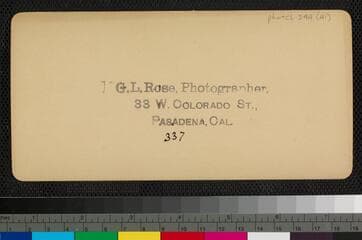 G. L. Rose, Photographer,
33 W. COLORADO ST.,
PASADENA, CAL.
337